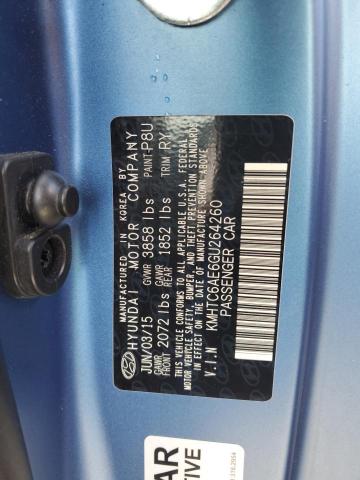 MANUFACTURED IN KOREA BY
HYUNDAI MOTOR COMPANY
JUN/03/15 GVWR 3858 lbs PAINT-P8U
GAWR FRONT 2072 lbs GAWR REAR 1852 lbs TRIM RY
THIS VEHICLE CONFORMS TO ALL APPLICABLE U.S.A. FEDERAL
MOTOR VEHICLE SAFETY, BUMPER, AND THEFT PREVENTION STANDARDS
IN EFFECT ON THE DATE OF MANUFACTURE SHOWN ABOVE.
V.I.N KMHTC6AE6GU264260
PASSENGER CAR
AR
TIVE